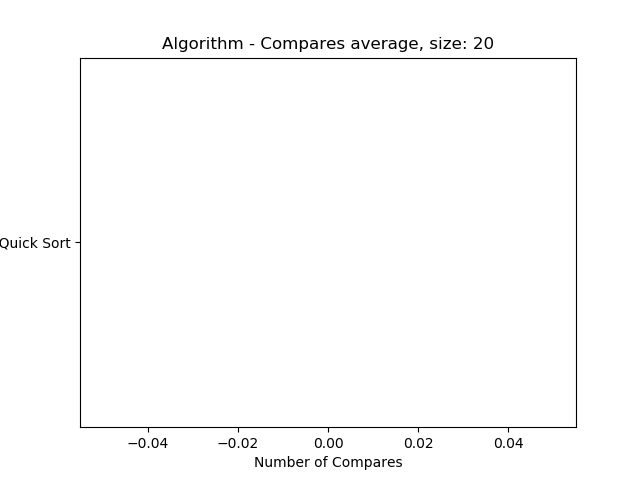 Algorithm - Compares average, size: 20
Quick Sort
−0.04 −0.02 0.00 0.02 0.04
Number of Compares